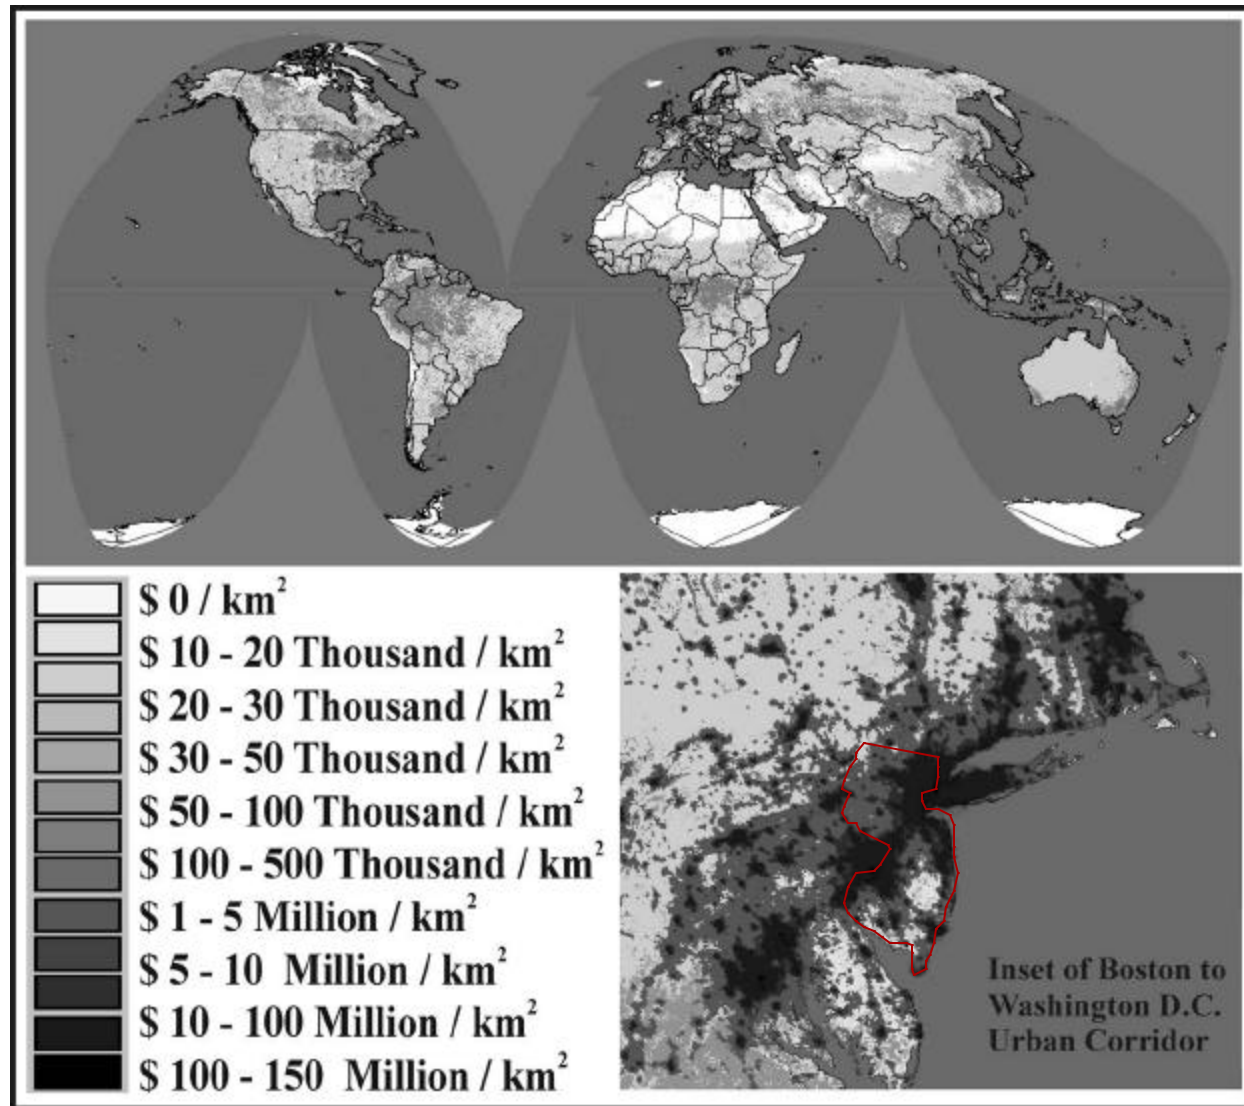 $ 0 / km²
$ 10 - 20 Thousand / km²
$ 20 - 30 Thousand / km²
$ 30 - 50 Thousand / km²
$ 50 - 100 Thousand / km²
$ 100 - 500 Thousand / km²
$ 1 - 5 Million / km²
$ 5 - 10 Million / km²
$ 10 - 100 Million / km²
$ 100 - 150 Million / km²
Inset of Boston to
Washington D.C.
Urban Corridor